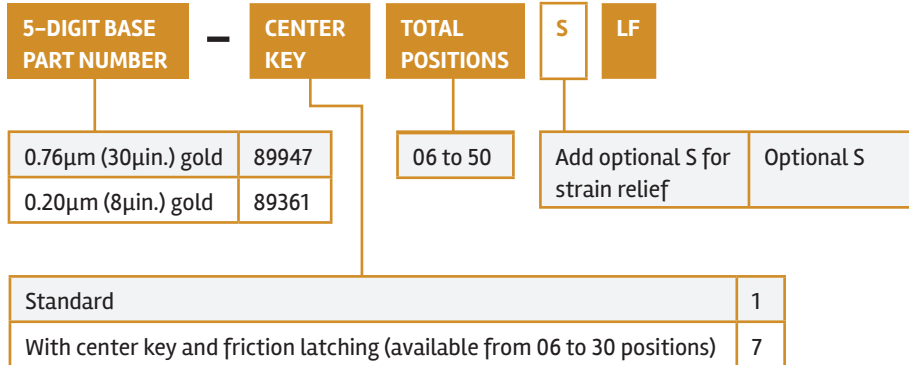 5-DIGIT BASE
PART NUMBER
–
CENTER
KEY
TOTAL
POSITIONS
S
LF
0.76µm (30µin.) gold 89947
0.20µm (8µin.) gold 89361
06 to 50
Add optional S for
strain relief
Optional S
Standard 1
With center key and friction latching (available from 06 to 30 positions) 7